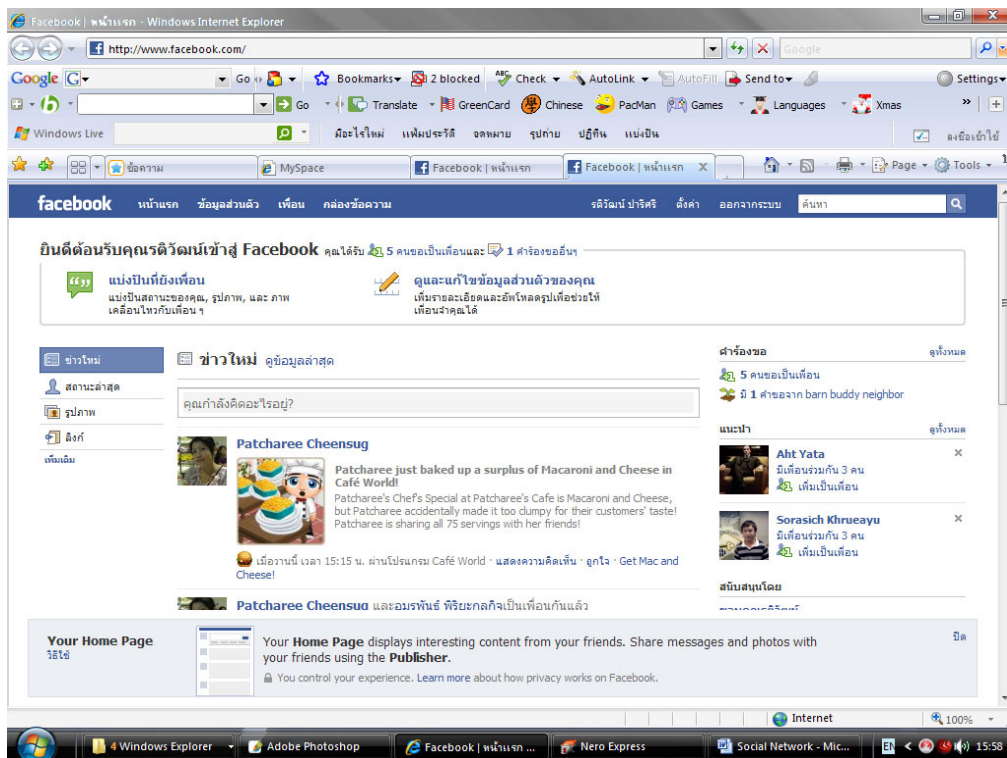 Facebook | หน้าแรก - Windows Internet Explorer
http://www.facebook.com/
Google
Google G Go Bookmarks 2 blocked Check AutoLink AutoFill Send to Settings
Go Translate GreenCard Chinese PacMan Games Languages Xmas »
Windows Live มีอะไรใหม่ แฟ้มประวัติ จดหมาย รูปถ่าย ปฏิทิน แบ่งปัน ลงชื่อเข้าใช้
ข้อความ MySpace Facebook | หน้าแรก Facebook | หน้าแรก X Page Tools
facebook หน้าแรก ข้อมูลส่วนตัว เพื่อน กล่องข้อความ รติวัฒน์ ปาริศรี ตั้งค่า ออกจากระบบ ค้นหา
ยินดีต้อนรับคุณรติวัฒน์เข้าสู่ Facebook คุณได้รับ 5 คนขอเป็นเพื่อนและ 1 คำร้องขออื่นๆ
แบ่งปันที่ยังเพื่อน
แบ่งปันสถานะของคุณ, รูปภาพ, และ ภาพ
เคลื่อนไหวกับเพื่อน ๆ
ดูและแก้ไขข้อมูลส่วนตัวของคุณ
เพิ่มรายละเอียดและอัพโหลดรูปเพื่อช่วยให้
เพื่อนจำคุณได้
ข่าวใหม่
สถานะล่าสุด
รูปภาพ
ลิงก์
เพิ่มเติม
ข่าวใหม่ ดูข้อมูลล่าสุด
คุณกำลังคิดอะไรอยู่?
Patcharee Cheensug
Patcharee just baked up a surplus of Macaroni and Cheese in
Café World!
Patcharee's Chef's Special at Patcharee's Cafe is Macaroni and Cheese,
but Patcharee accidentally made it too clumpy for their customers' taste!
Patcharee is sharing all 75 servings with her friends!
เมื่อวานนี้ เวลา 15:15 น. ผ่านโปรแกรม Café World · แสดงความคิดเห็น · ถูกใจ · Get Mac and
Cheese!
Patcharee Cheensug และอมรพันธ์ พิริยะกลกิจเป็นเพื่อนกันแล้ว
คำร้องขอ ดูทั้งหมด
5 คนขอเป็นเพื่อน
มี 1 คำขอจาก barn buddy neighbor
แนะนำ ดูทั้งหมด
Aht Yata
มีเพื่อนร่วมกัน 3 คน
เพิ่มเป็นเพื่อน
Sorasich Khrueayu
มีเพื่อนร่วมกัน 3 คน
เพิ่มเป็นเพื่อน
สนับสนุนโดย
Your Home Page
วิธีใช้
Your Home Page displays interesting content from your friends. Share messages and photos with
your friends using the Publisher.
You control your experience. Learn more about how privacy works on Facebook.
ปิด
Internet 100%
4 Windows Explorer Adobe Photoshop Facebook | หน้าแรก ... Nero Express Social Network - Mic... EN < 15:58